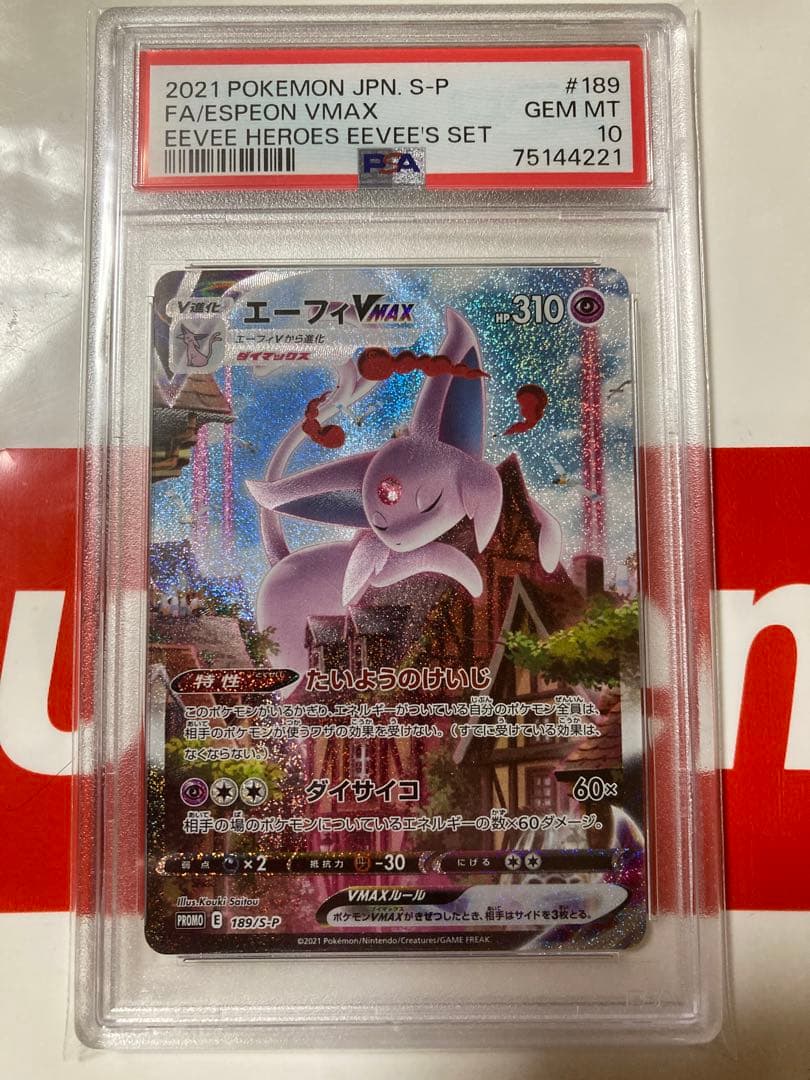 2021 POKEMON JPN. S-P #189
FA/ESPEON VMAX GEM MT
EEVEE HEROES EEVEE'S SET 10
PSA 75144221
V進化 エーフィVMAX HP310
エーフィVから進化
ダイマックス
特性 たいようのけいじ
このポケモンがいるかぎり、エネルギーがついている自分のポケモン全員は、
相手のポケモンが使うワザの効果を受けない。(すでに受けている効果は、
なくならない。)
ダイサイコ 60×
相手の場のポケモンについているエネルギーの数×60ダメージ。
弱点 ×2 抵抗力 -30 にげる
VMAXルール
ポケモンVMAXがきぜつしたとき、相手はサイドを3枚とる。
Illus. Kouki Saitou
PROMO E 189/S-P
©2021 Pokémon/Nintendo/Creatures/GAME FREAK.